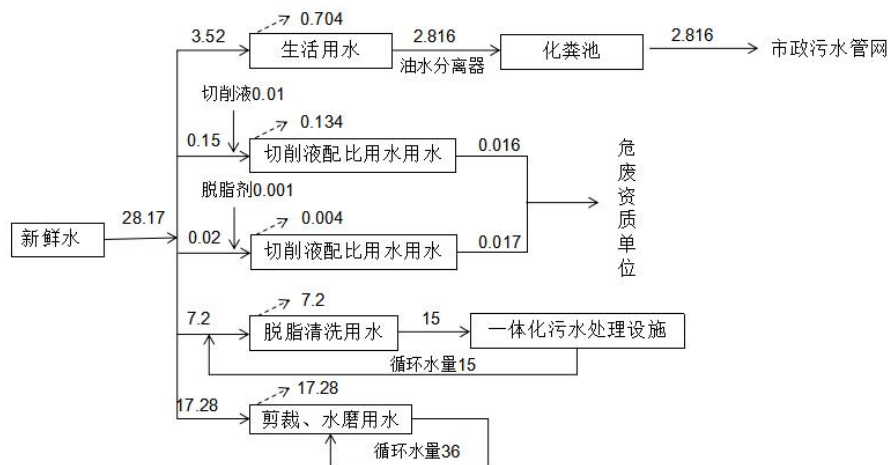 0.704
3.52
生活用水
2.816
油水分离器
化粪池
2.816
市政污水管网
切削液0.01
0.134
0.15
切削液配比用水用水
0.016
脱脂剂0.001
0.004
0.02
切削液配比用水用水
0.017
危废资质单位
新鲜水
28.17
7.2
7.2
脱脂清洗用水
15
一体化污水处理设施
循环水量15
17.28
17.28
剪裁、水磨用水
循环水量36